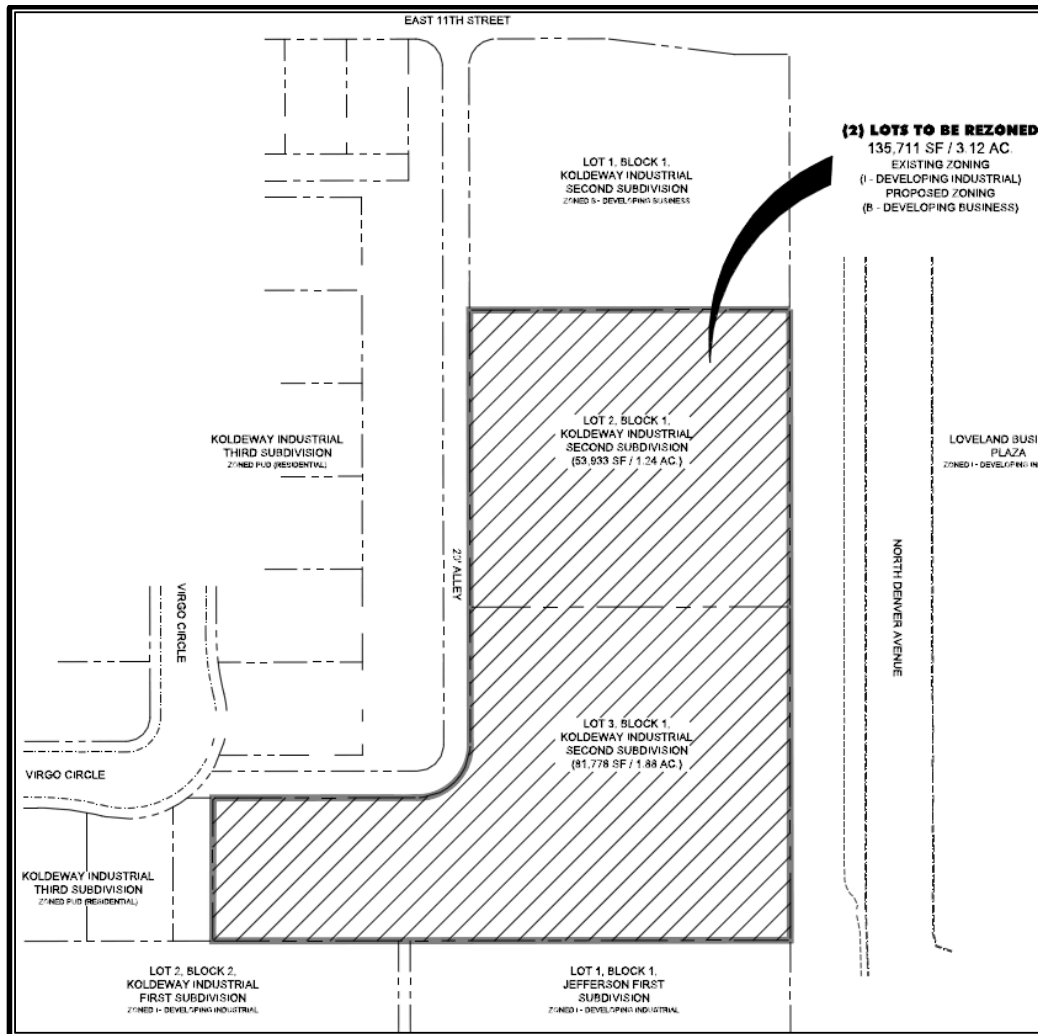 EAST 11TH STREET
(2) LOTS TO BE REZONED
135,711 SF / 3.12 AC.
EXISTING ZONING
(I - DEVELOPING INDUSTRIAL)
PROPOSED ZONING
(B - DEVELOPING BUSINESS)
LOT 1, BLOCK 1,
KOLDEWAY INDUSTRIAL
SECOND SUBDIVISION
ZONED B - DEVELOPING BUSINESS
LOT 2, BLOCK 1,
KOLDEWAY INDUSTRIAL
SECOND SUBDIVISION
(53,933 SF / 1.24 AC.)
KOLDEWAY INDUSTRIAL
THIRD SUBDIVISION
ZONED PUD (RESIDENTIAL)
LOVELAND BUSI
PLAZA
ZONED I - DEVELOPING IN
20' ALLEY
NORTH DENVER AVENUE
VIRGO CIRCLE
LOT 3, BLOCK 1,
KOLDEWAY INDUSTRIAL
SECOND SUBDIVISION
(81,778 SF / 1.88 AC.)
VIRGO CIRCLE
KOLDEWAY INDUSTRIAL
THIRD SUBDIVISION
ZONED PUD (RESIDENTIAL)
LOT 2, BLOCK 2,
KOLDEWAY INDUSTRIAL
FIRST SUBDIVISION
ZONED I - DEVELOPING INDUSTRIAL
LOT 1, BLOCK 1,
JEFFERSON FIRST
SUBDIVISION
ZONED I - DEVELOPING INDUSTRIAL